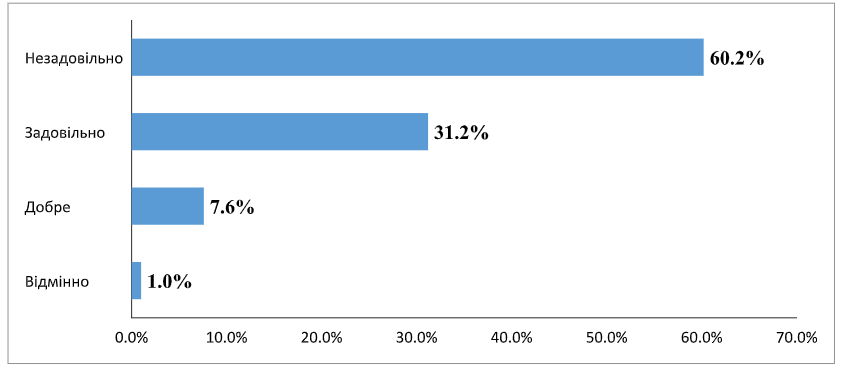 Незадовільно 60.2%
Задовільно 31.2%
Добре 7.6%
Відмінно 1.0%
0.0% 10.0% 20.0% 30.0% 40.0% 50.0% 60.0% 70.0%